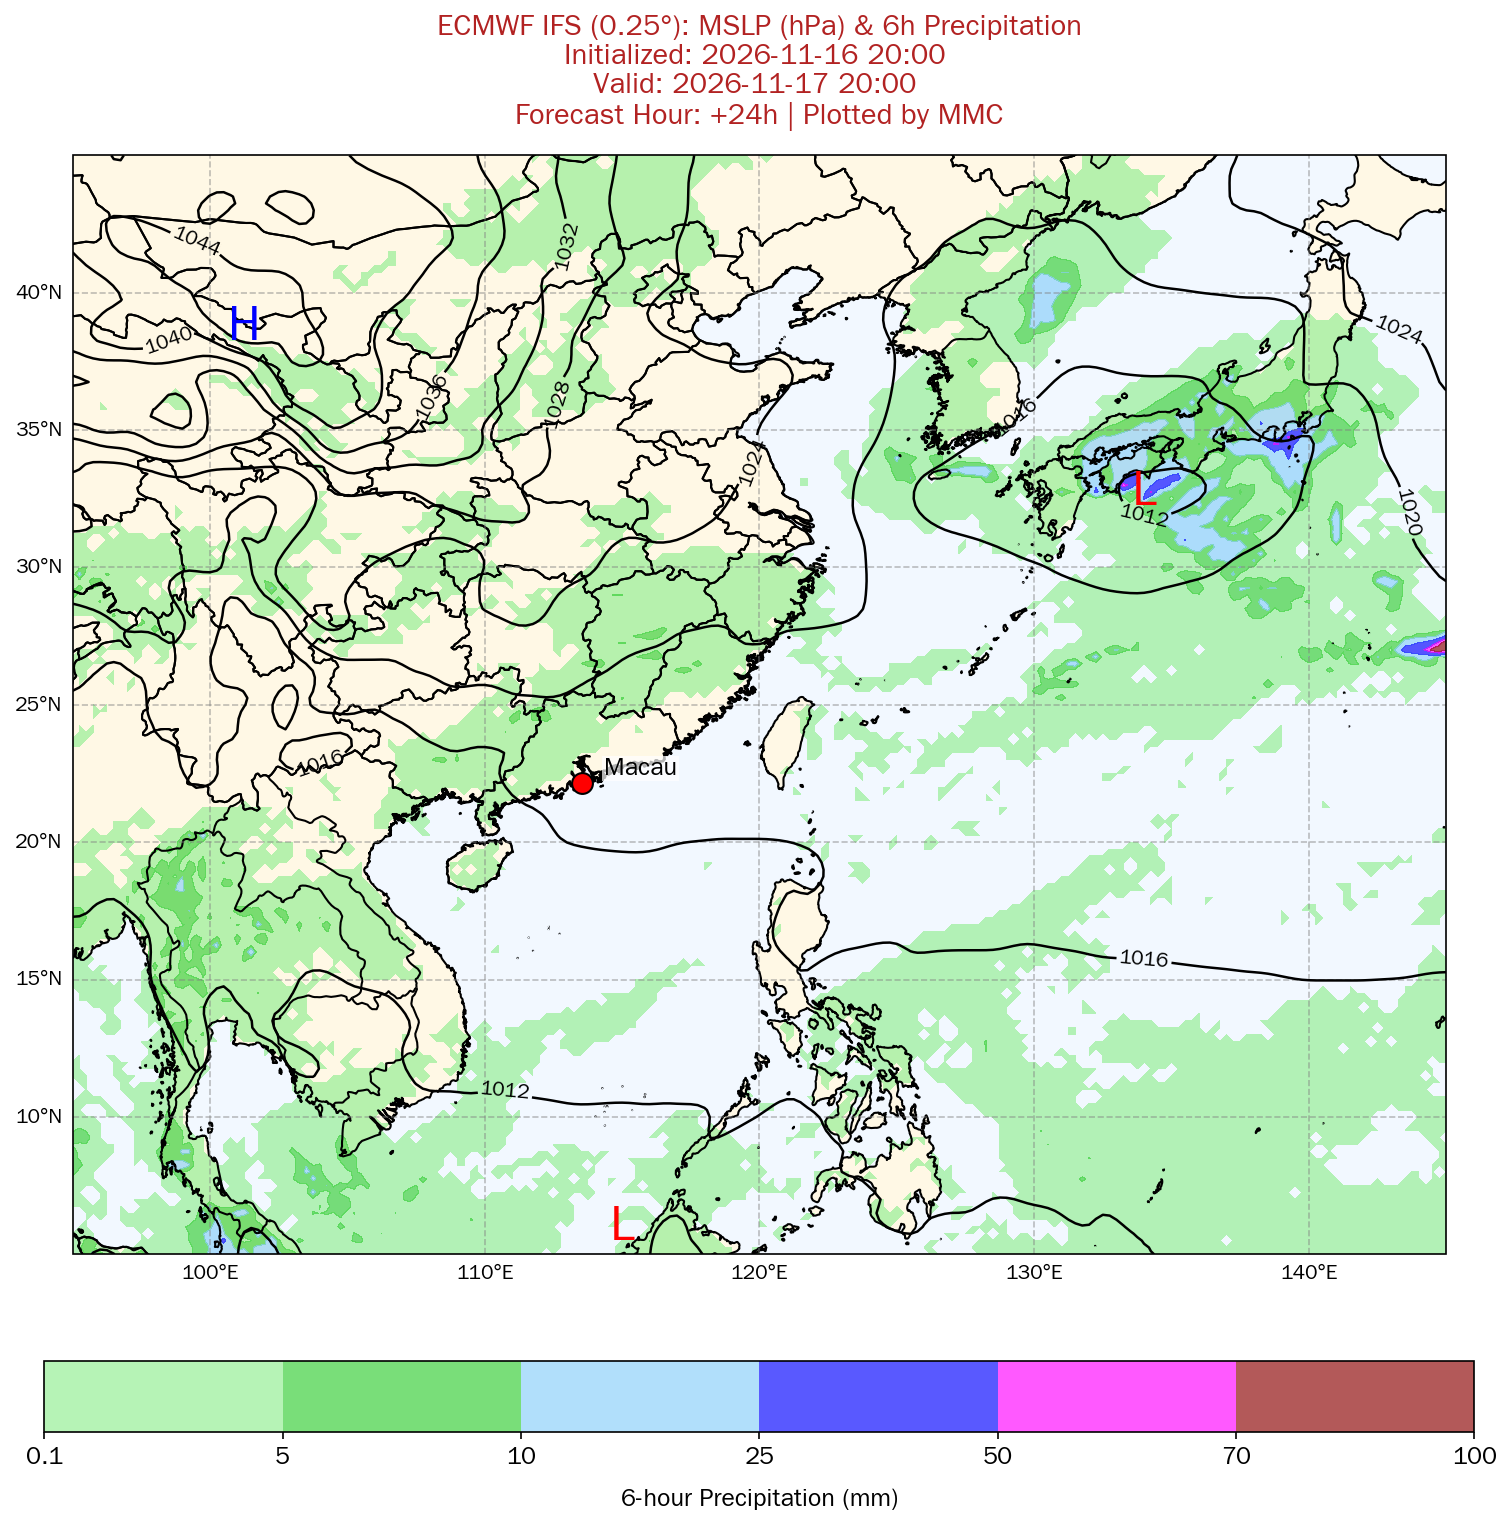 ECMWF IFS (0.25°): MSLP (hPa) & 6h Precipitation
Initialized: 2026-11-16 20:00
Valid: 2026-11-17 20:00
Forecast Hour: +24h | Plotted by MMC
1044
1032
40°N
H
1040
1024
1036
1028
1016
35°N
1024
L
1012
1020
30°N
25°N
1016
Macau
20°N
1016
15°N
1012
10°N
L
100°E 110°E 120°E 130°E 140°E
0.1 5 10 25 50 70 100
6-hour Precipitation (mm)